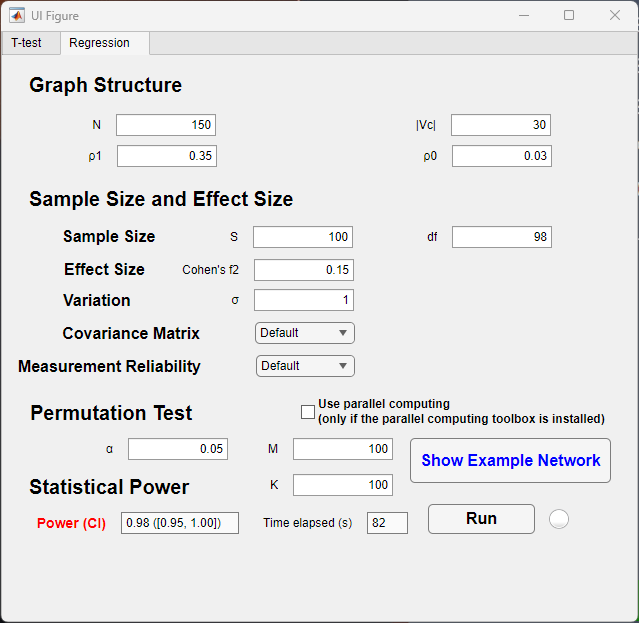 UI Figure
T-test Regression
Graph Structure
N 150 |Vc| 30
ρ1 0.35 ρ0 0.03
Sample Size and Effect Size
Sample Size S 100 df 98
Effect Size Cohen's f2 0.15
Variation σ 1
Covariance Matrix Default
Measurement Reliability Default
Permutation Test
Use parallel computing
(only if the parallel computing toolbox is installed)
α 0.05 M 100
Show Example Network
Statistical Power K 100
Power (CI) 0.98 ([0.95, 1.00]) Time elapsed (s) 82 Run